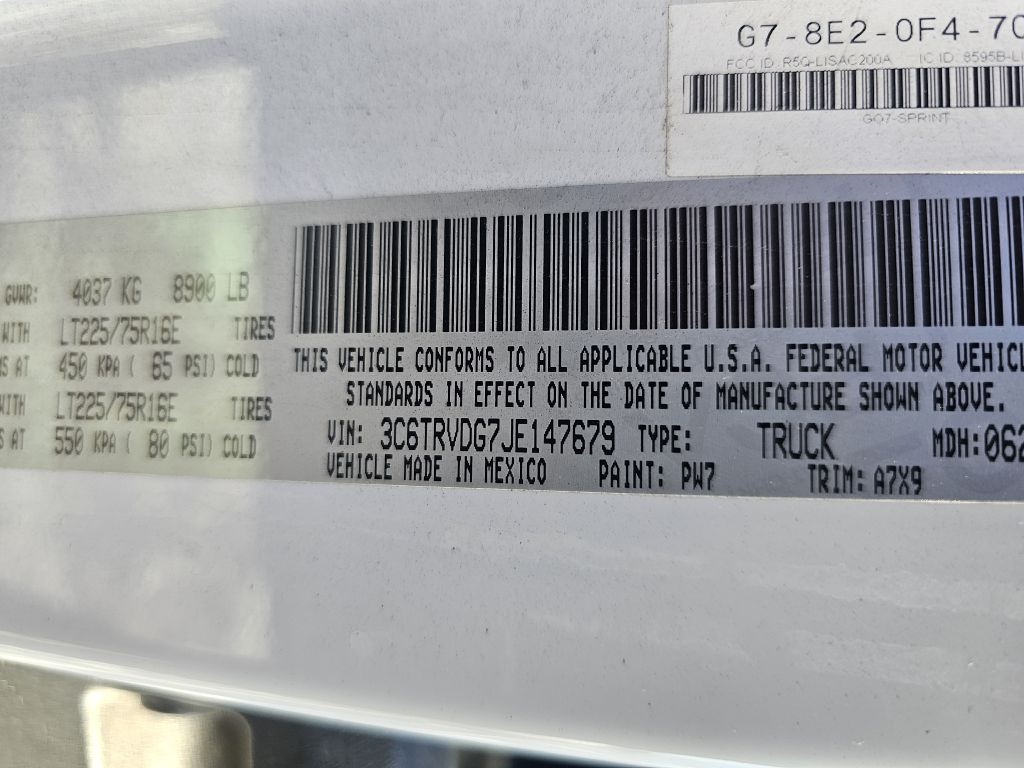 G7-8E2-0F4-70
FCC ID: R5Q-LISAC200A IC ID: 8595B-LI
GO7-SPRINT
GVWR: 4037 KG 8900 LB
WITH LT225/75R16E TIRES
S AT 450 KPA ( 65 PSI) COLD
WITH LT225/75R16E TIRES
S AT 550 KPA ( 80 PSI) COLD
THIS VEHICLE CONFORMS TO ALL APPLICABLE U.S.A. FEDERAL MOTOR VEHICL
STANDARDS IN EFFECT ON THE DATE OF MANUFACTURE SHOWN ABOVE.
VIN: 3C6TRVDG7JE147679 TYPE: TRUCK MDH: 062
VEHICLE MADE IN MEXICO PAINT: PW7 TRIM: A7X9